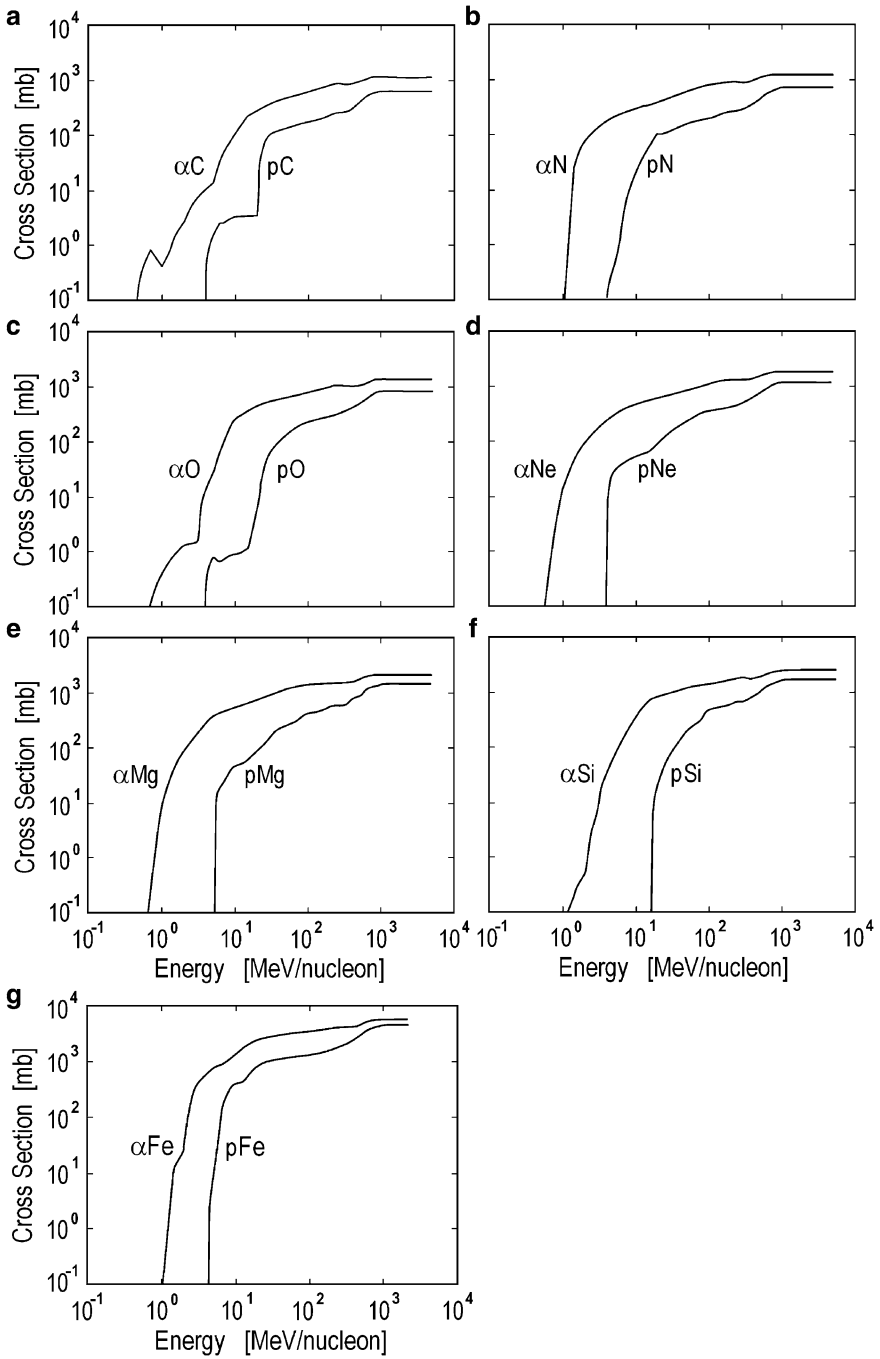 a
b
10^4
10^3
10^2
10^1
10^0
10^-1
Cross Section [mb]
αC
pC
αN
pN
c
d
10^4
10^3
10^2
10^1
10^0
10^-1
Cross Section [mb]
αO
pO
αNe
pNe
e
f
10^4
10^3
10^2
10^1
10^0
10^-1
Cross Section [mb]
αMg
pMg
αSi
pSi
10^-1 10^0 10^1 10^2 10^3 10^4
Energy [MeV/nucleon]
10^-1 10^0 10^1 10^2 10^3 10^4
Energy [MeV/nucleon]
g
10^4
10^3
10^2
10^1
10^0
10^-1
Cross Section [mb]
αFe
pFe
10^-1 10^0 10^1 10^2 10^3 10^4
Energy [MeV/nucleon]